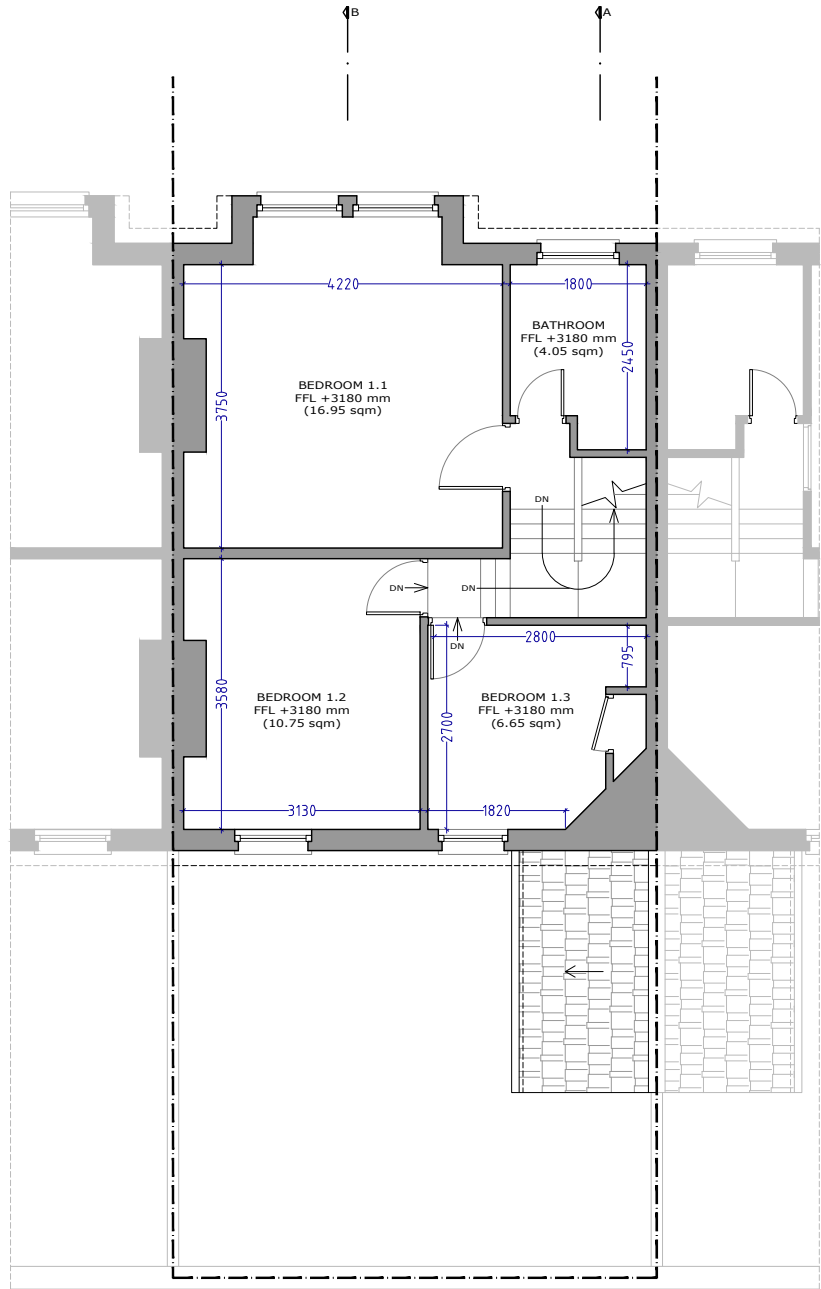 B
A
4220
1800
BATHROOM
FFL +3180 mm
(4.05 sqm)
2450
BEDROOM 1.1
FFL +3180 mm
(16.95 sqm)
3750
DN
DN
DN
DN
2800
795
BEDROOM 1.2
FFL +3180 mm
(10.75 sqm)
3580
BEDROOM 1.3
FFL +3180 mm
(6.65 sqm)
2700
3130
1820